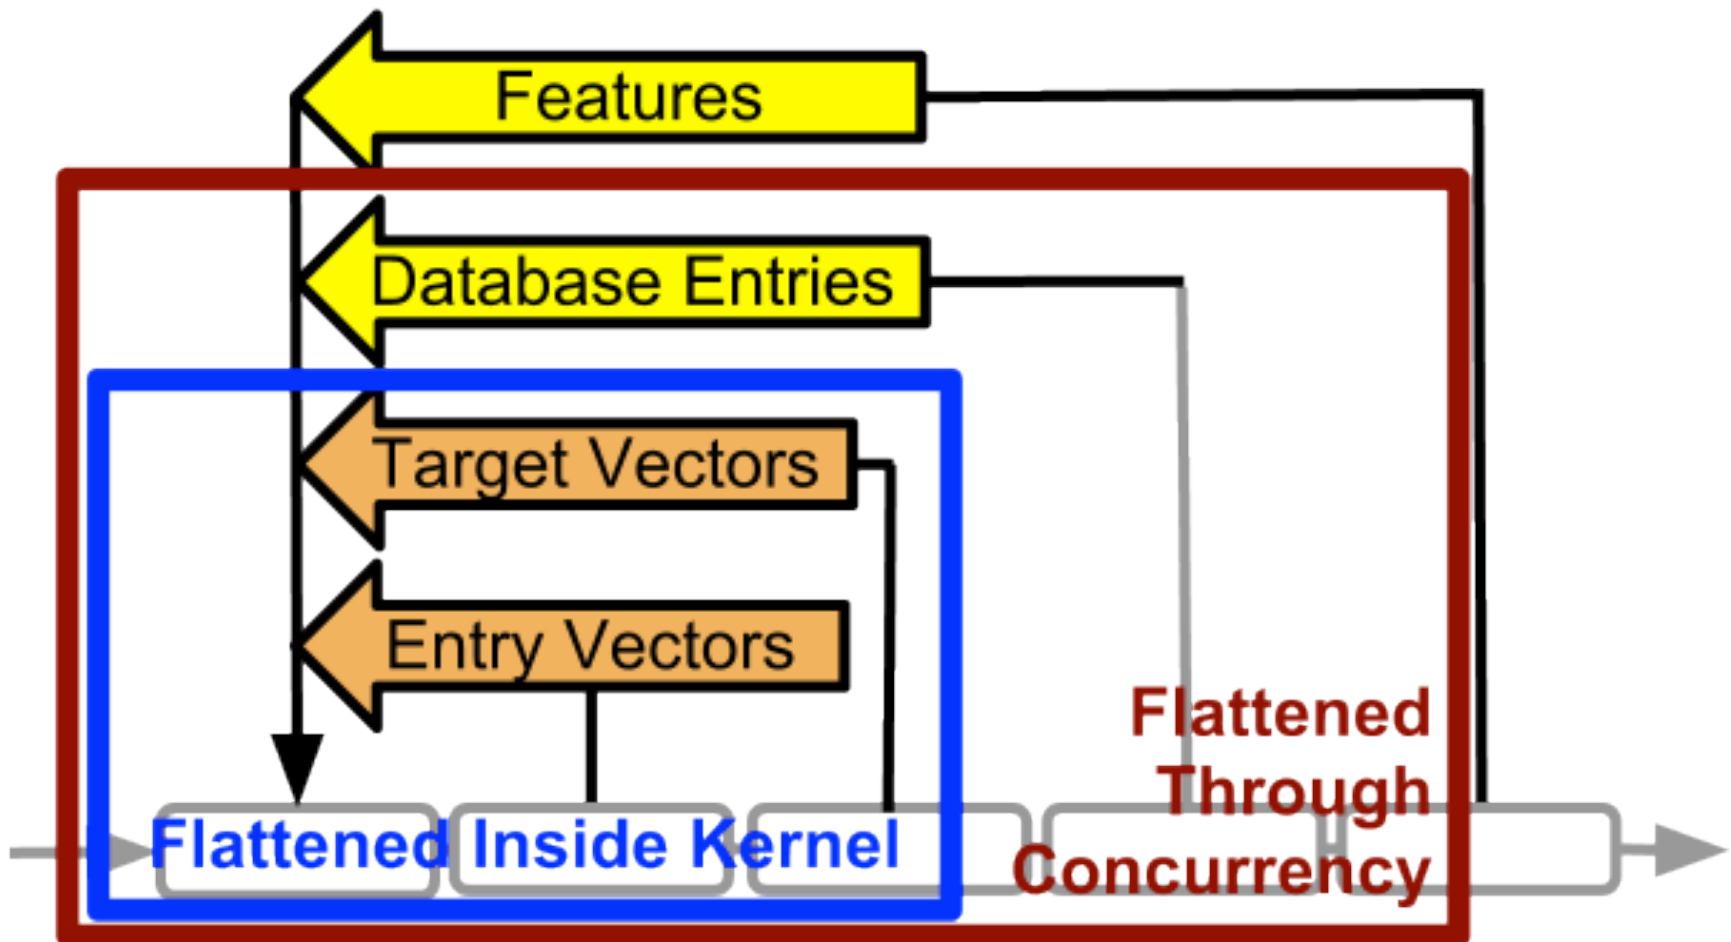 Features
Database Entries
Target Vectors
Entry Vectors
Flattened
Through
Concurrency
Flattened Inside Kernel